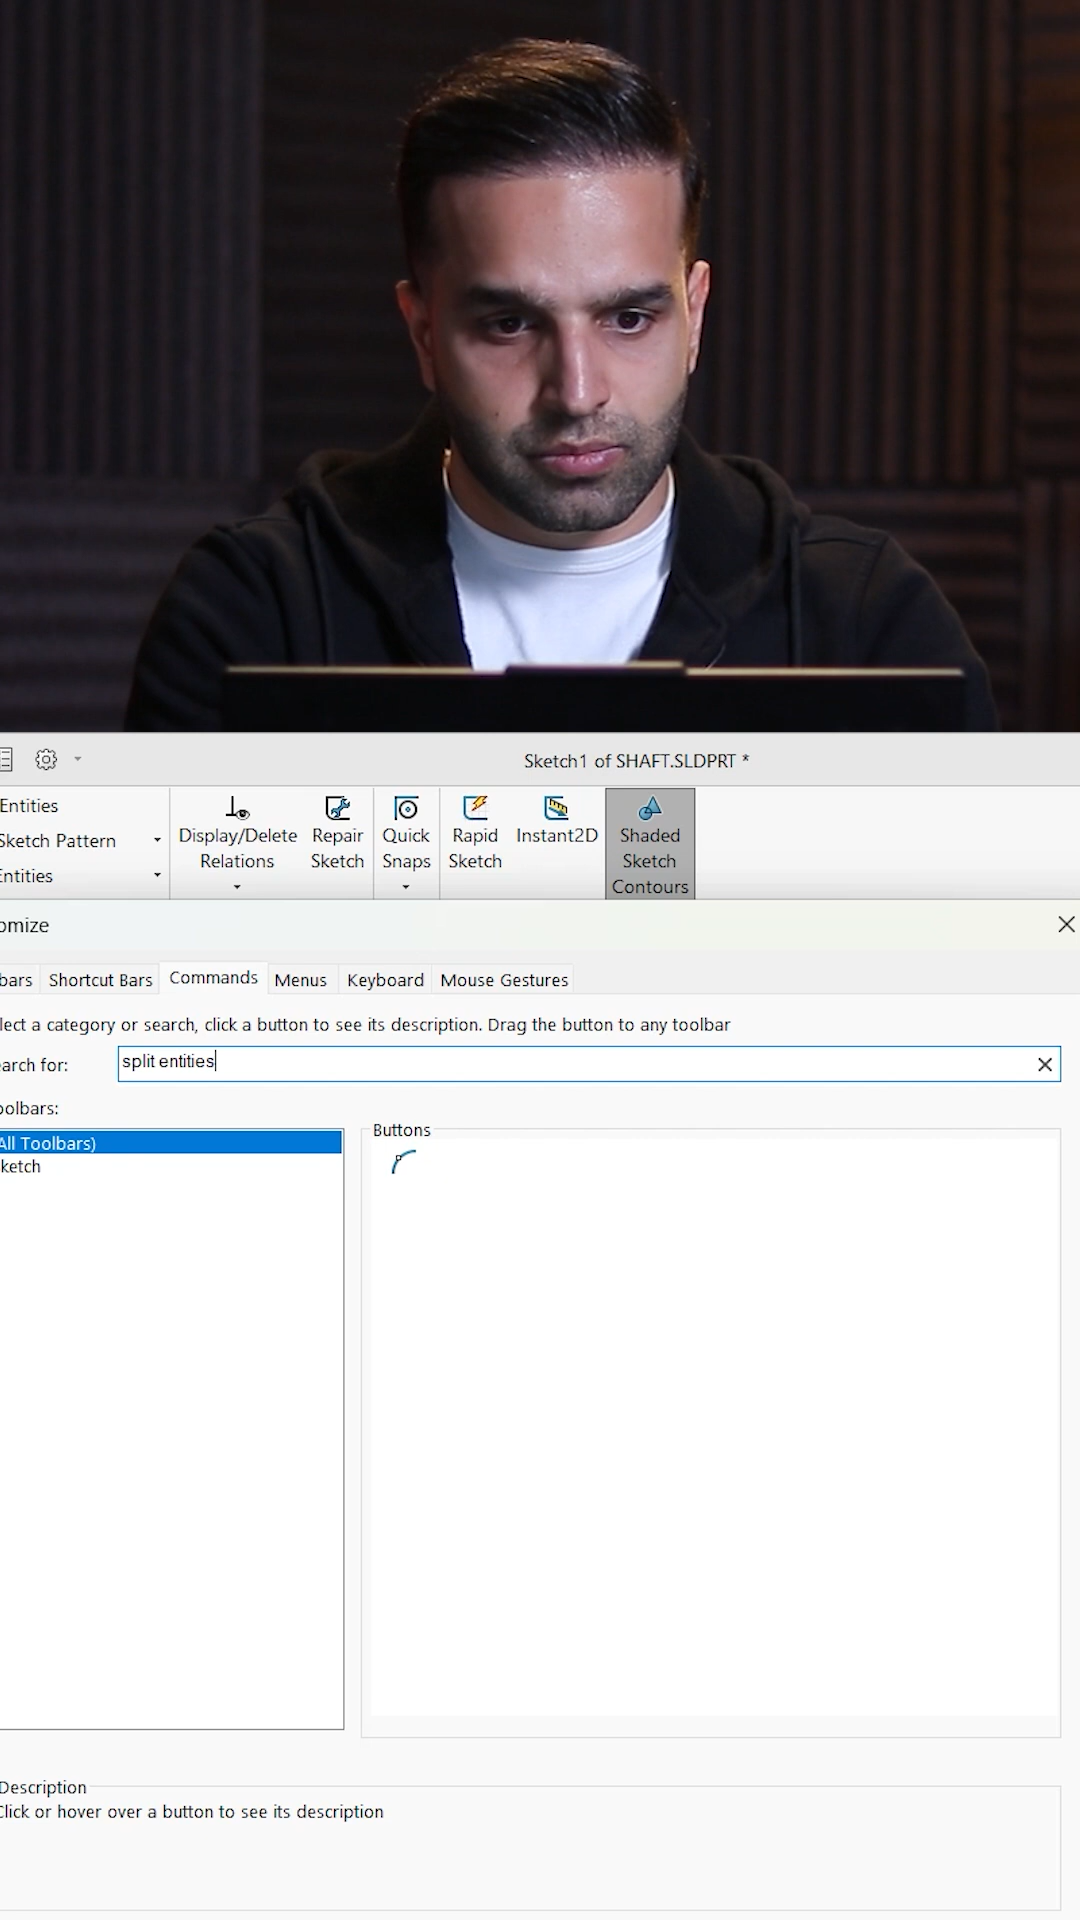 Sketch1 of SHAFT.SLDPRT *
Entities
Sketch Pattern
Entities
Display/Delete
Relations
Repair
Sketch
Quick
Snaps
Rapid
Sketch
Instant2D
Shaded
Sketch
Contours
omize
bars
Shortcut Bars
Commands
Menus
Keyboard
Mouse Gestures
lect a category or search, click a button to see its description. Drag the button to any toolbar
arch for:
split entities
oolbars:
All Toolbars)
ketch
Buttons
Description
Click or hover over a button to see its description